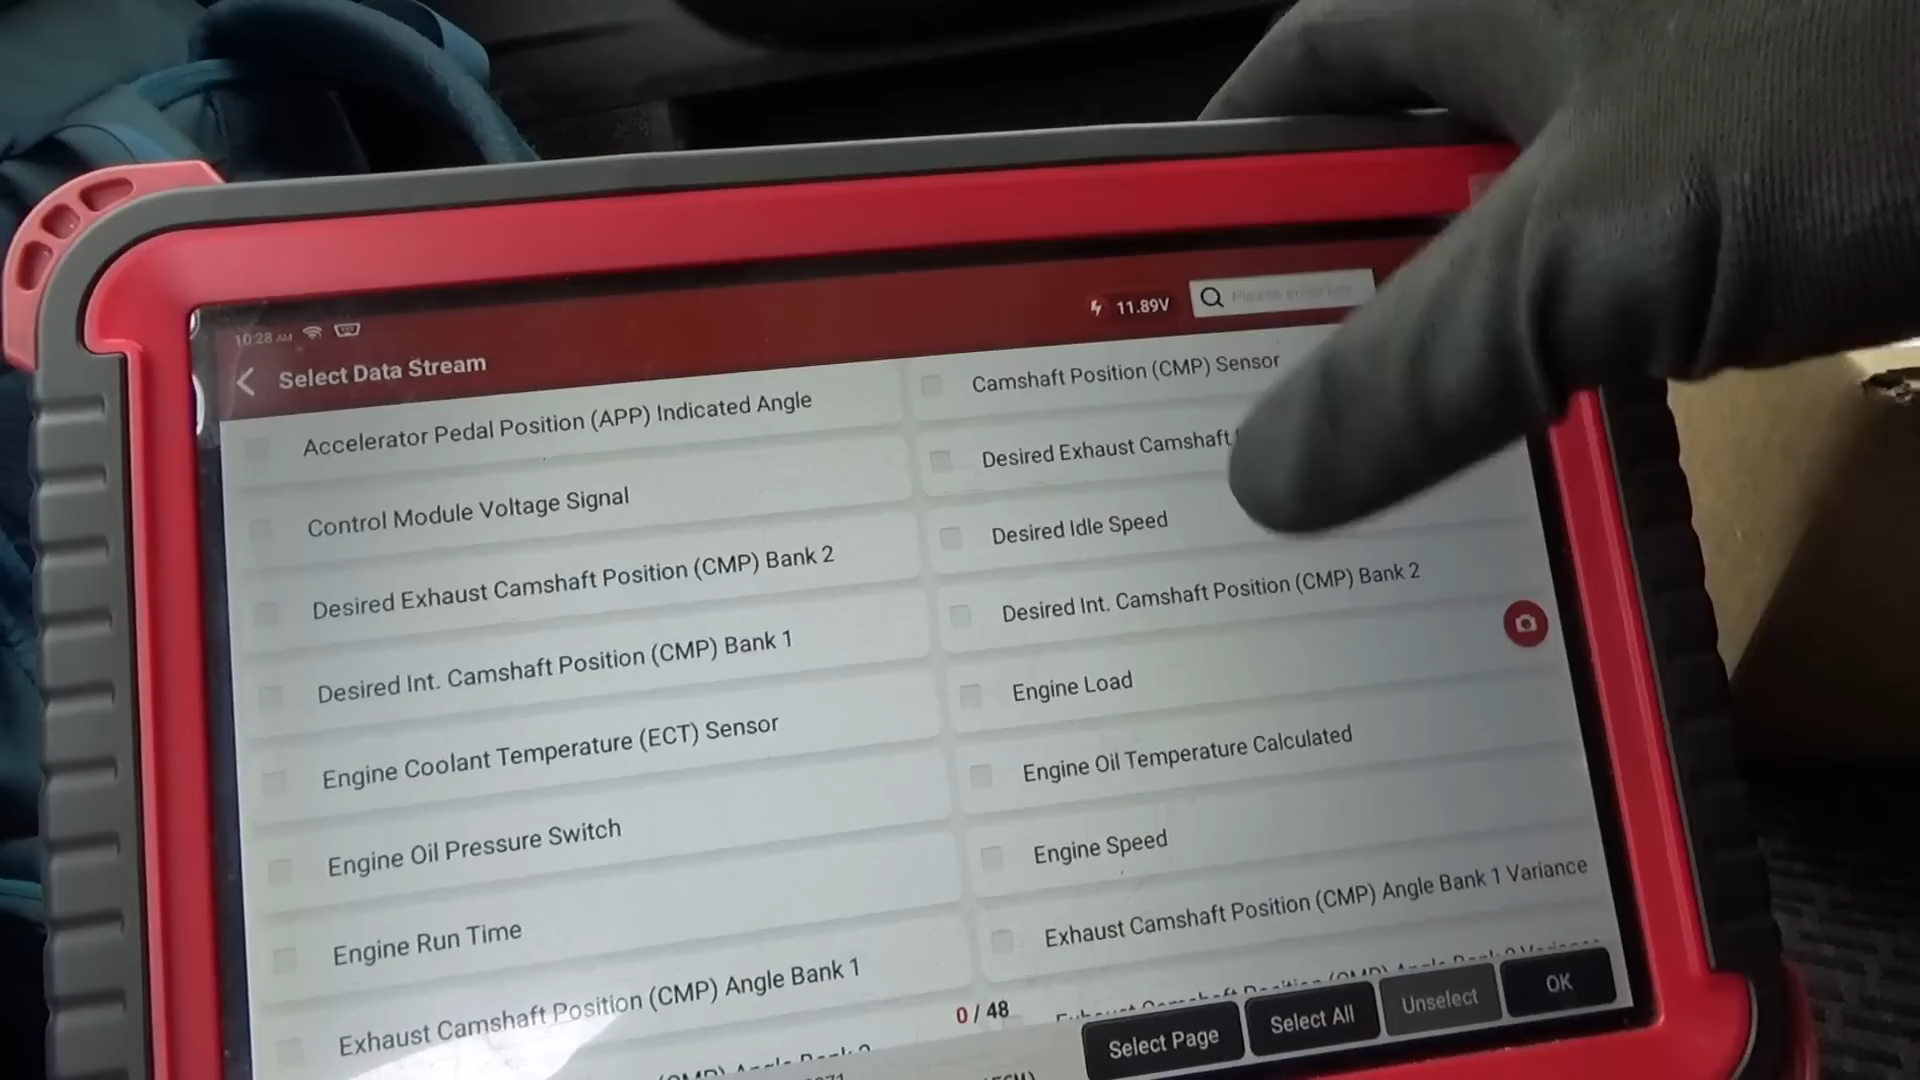 10:28 AM
11.89V
Select Data Stream
Accelerator Pedal Position (APP) Indicated Angle
Camshaft Position (CMP) Sensor
Control Module Voltage Signal
Desired Exhaust Camshaft
Desired Exhaust Camshaft Position (CMP) Bank 2
Desired Idle Speed
Desired Int. Camshaft Position (CMP) Bank 1
Desired Int. Camshaft Position (CMP) Bank 2
Engine Coolant Temperature (ECT) Sensor
Engine Load
Engine Oil Pressure Switch
Engine Oil Temperature Calculated
Engine Run Time
Engine Speed
Exhaust Camshaft Position (CMP) Angle Bank 1
Exhaust Camshaft Position (CMP) Angle Bank 1 Variance
0 / 48
Select Page
Select All
Unselect
OK